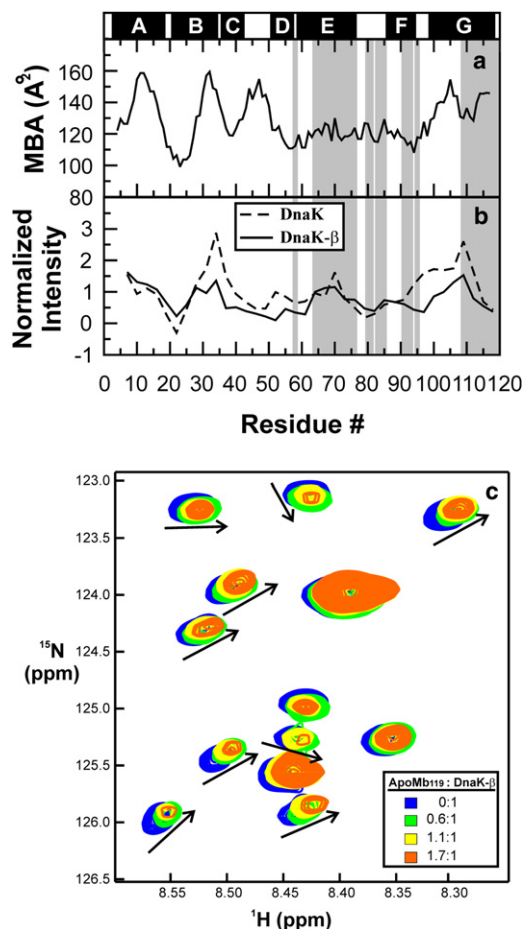 A B C D E F G
a
MBA (Å²)
160
140
120
100
80
b
DnaK
DnaK-β
Normalized
Intensity
3
2
1
0
-1
0 10 20 30 40 50 60 70 80 90 100 110 120
Residue #
c
123.0
123.5
124.0
124.5
125.0
125.5
126.0
126.5
¹⁵N
(ppm)
ApoMb₁₁₉ : DnaK-β
0:1
0.6:1
1.1:1
1.7:1
8.55 8.50 8.45 8.40 8.35 8.30
¹H (ppm)